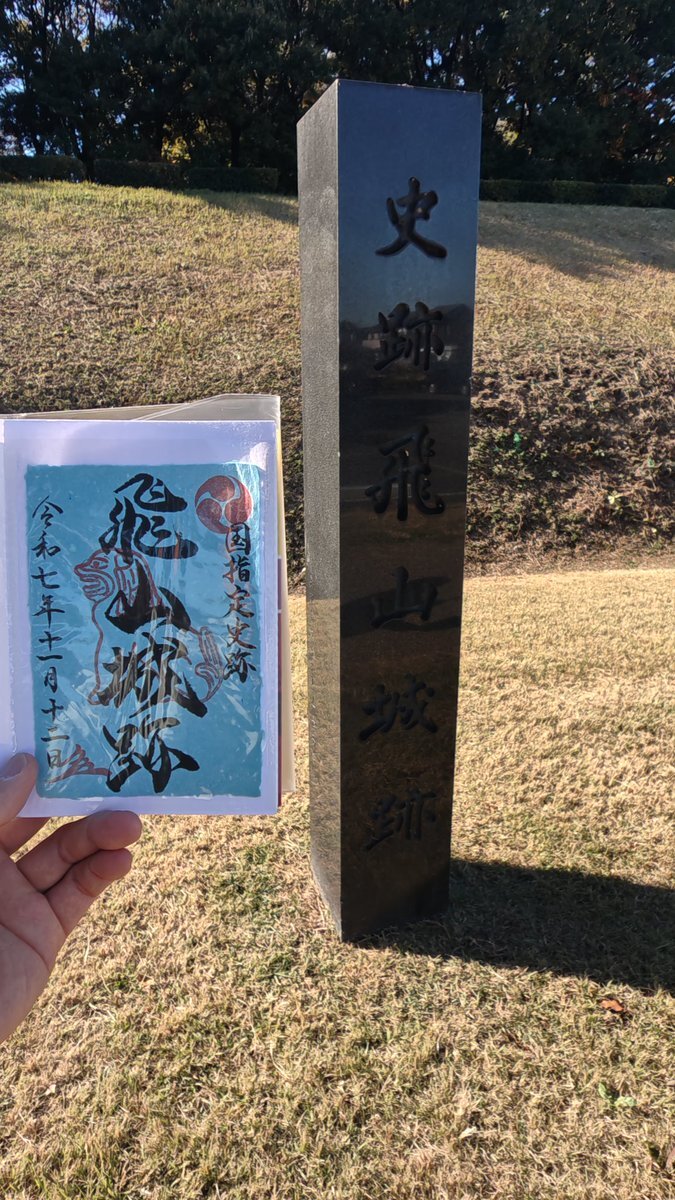 国指定史跡
飛山城跡
令和七年十一月十二日
史跡飛山城跡